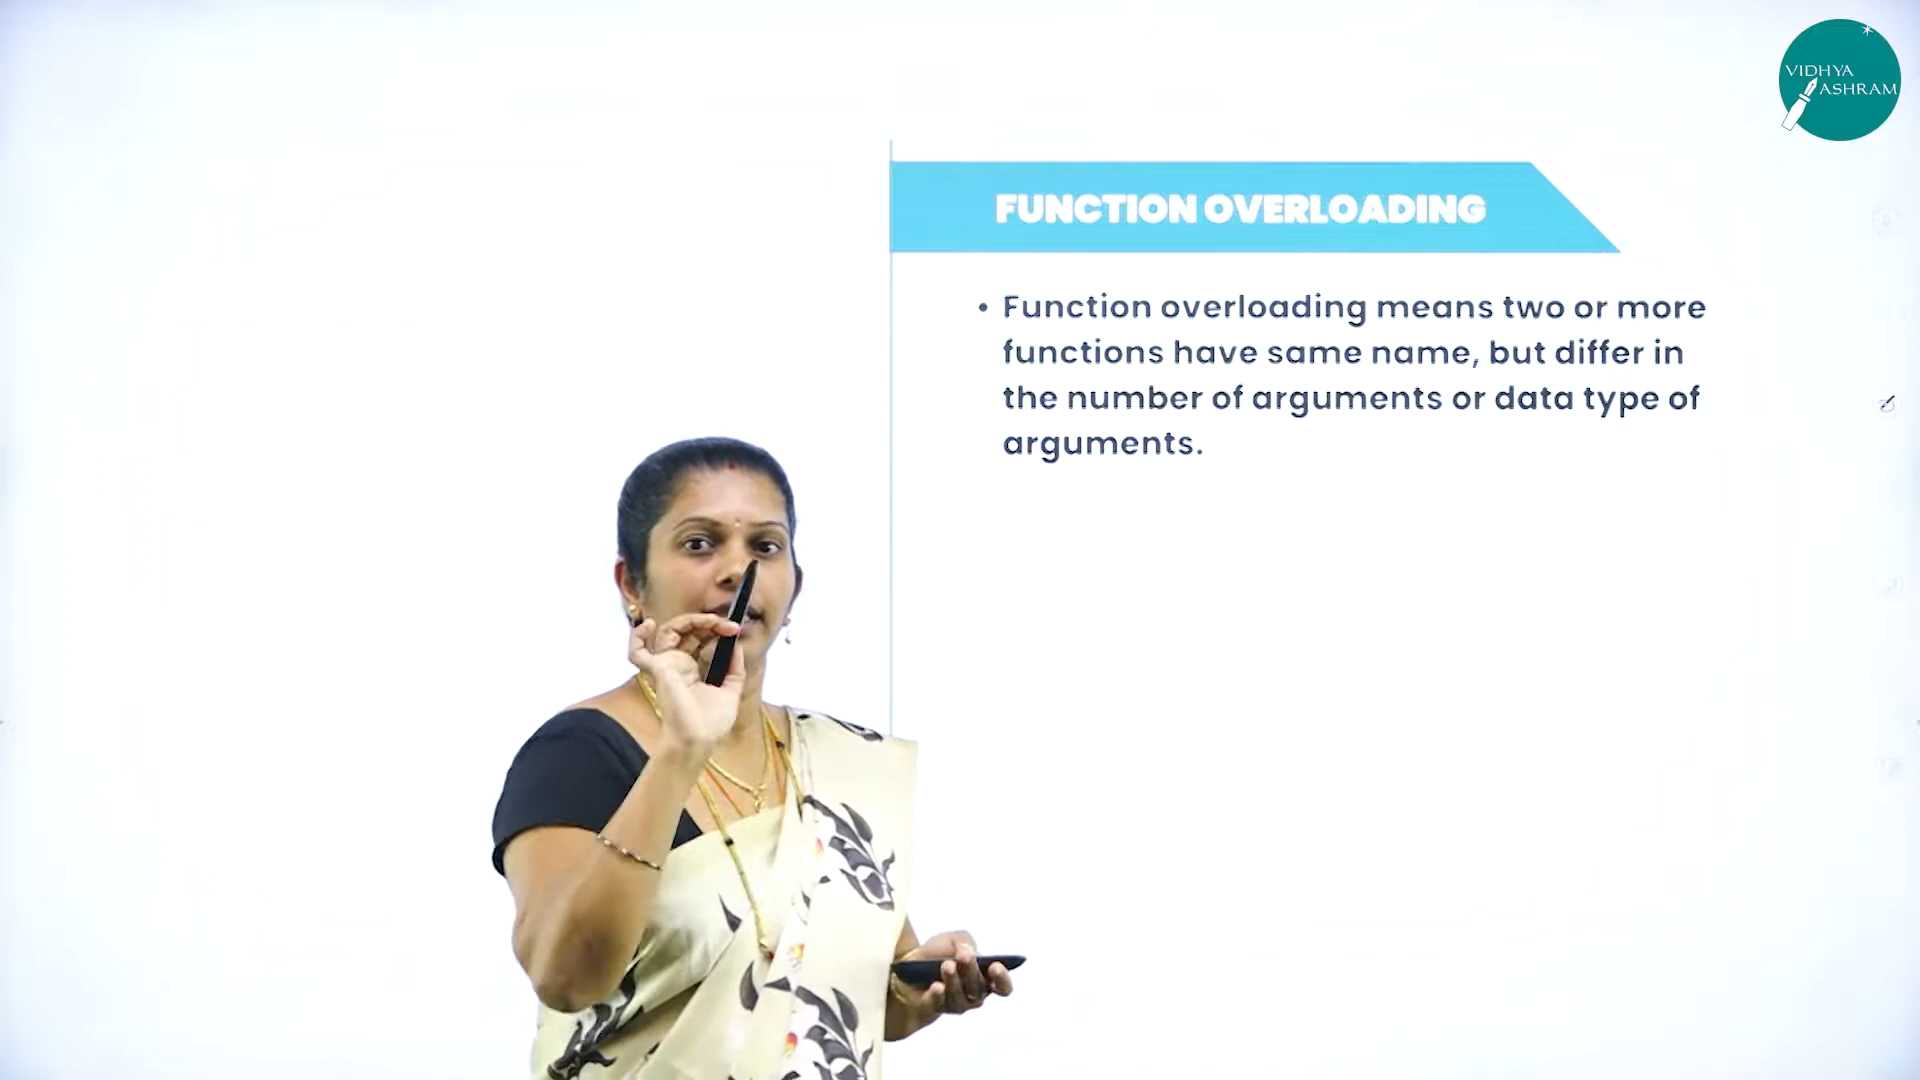 VIDHYA
ASHRAM
FUNCTION OVERLOADING
• Function overloading means two or more
functions have same name, but differ in
the number of arguments or data type of
arguments.